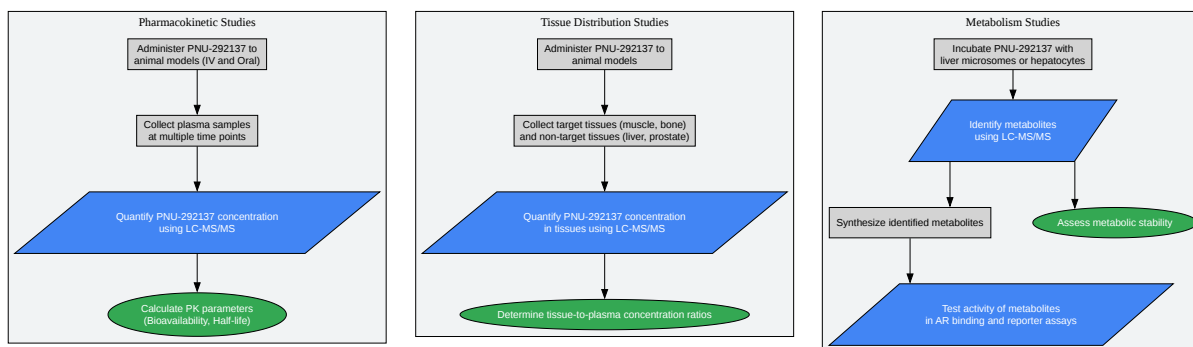 Pharmacokinetic Studies
Administer PNU-292137 to
animal models (IV and Oral)
Collect plasma samples
at multiple time points
Quantify PNU-292137 concentration
using LC-MS/MS
Calculate PK parameters
(Bioavailability, Half-life)
Tissue Distribution Studies
Administer PNU-292137 to
animal models
Collect target tissues (muscle, bone)
and non-target tissues (liver, prostate)
Quantify PNU-292137 concentration
in tissues using LC-MS/MS
Determine tissue-to-plasma concentration ratios
Metabolism Studies
Incubate PNU-292137 with
liver microsomes or hepatocytes
Identify metabolites
using LC-MS/MS
Synthesize identified metabolites
Assess metabolic stability
Test activity of metabolites
in AR binding and reporter assays